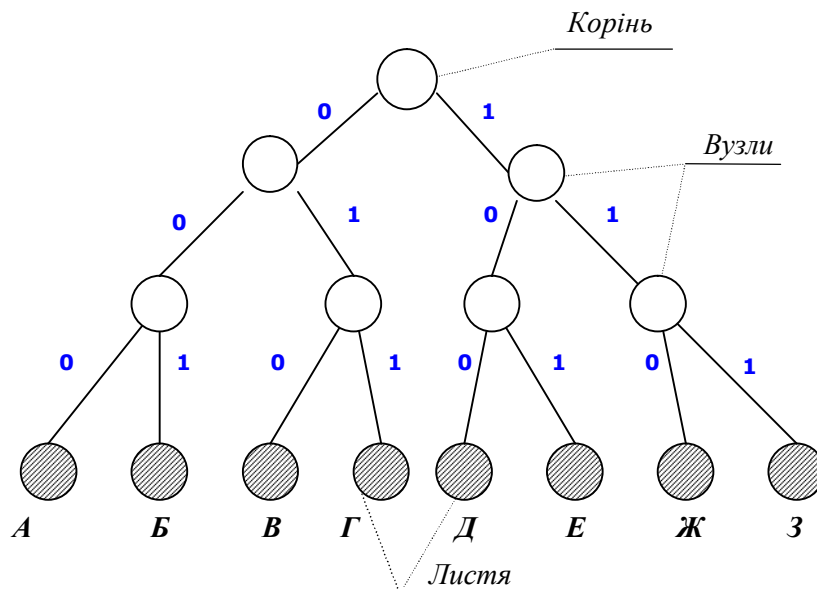 Корінь
0 1
Вузли
0 1 0 1
0 1 0 1 0 1 0 1
А Б В Г Д Е Ж З
Листя